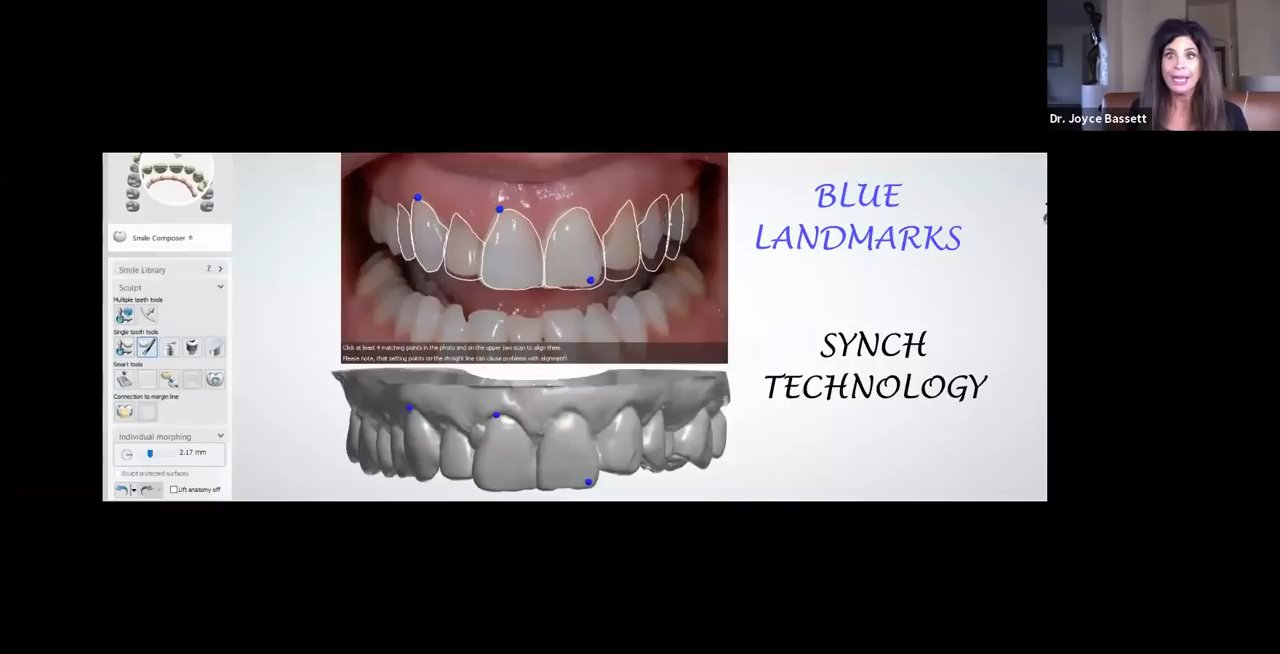 Dr. Joyce Bassett
BLUE
LANDMARKS
SYNCH
TECHNOLOGY
Smile Composer ®
Smile Library ?
Sculpt
Multiple teeth tools
Single tooth tools
Smart tools
Connection to margin line
Individual morphing
2.17 mm
Sculpt protected surfaces
Lift anatomy off
Click at least 4 matching points in the photo and on the upper jaw scan to align them.
Please note, that setting points on the straight line can cause problems with alignment!